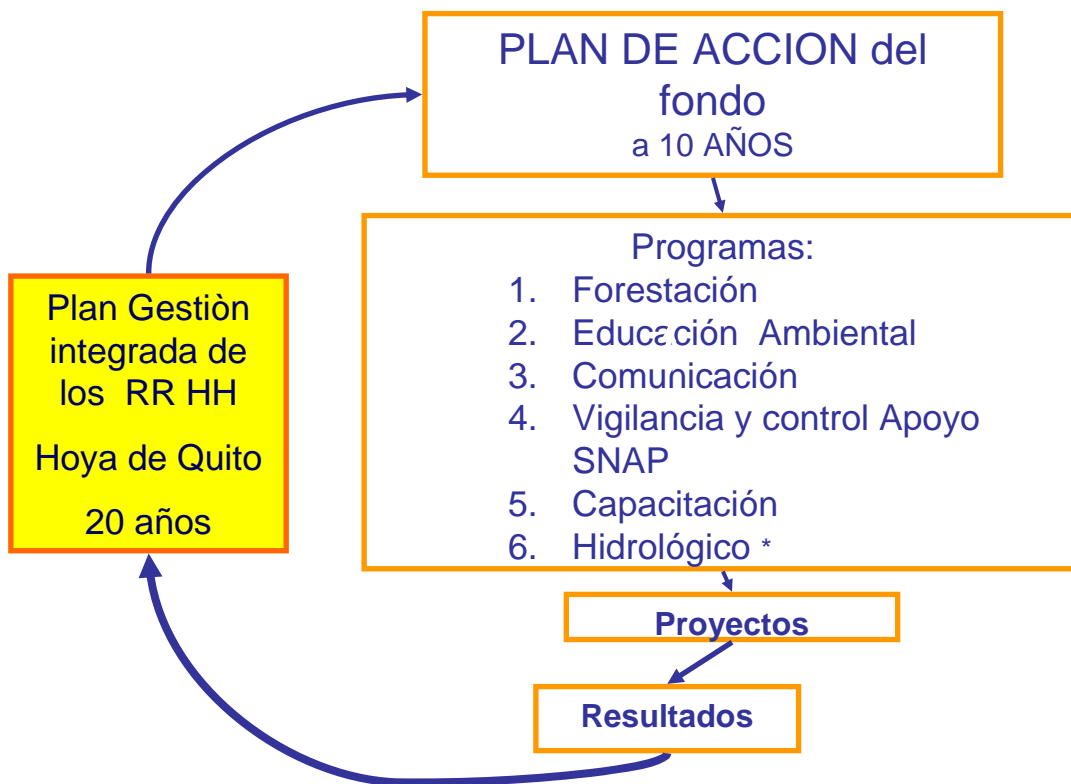 PLAN DE ACCION del
fondo
a 10 AÑOS
Programas:
1. Forestación
2. Educación Ambiental
3. Comunicación
4. Vigilancia y control Apoyo
SNAP
5. Capacitación
6. Hidrológico *
Proyectos
Resultados
Plan Gestiòn
integrada de
los RR HH
Hoya de Quito
20 años